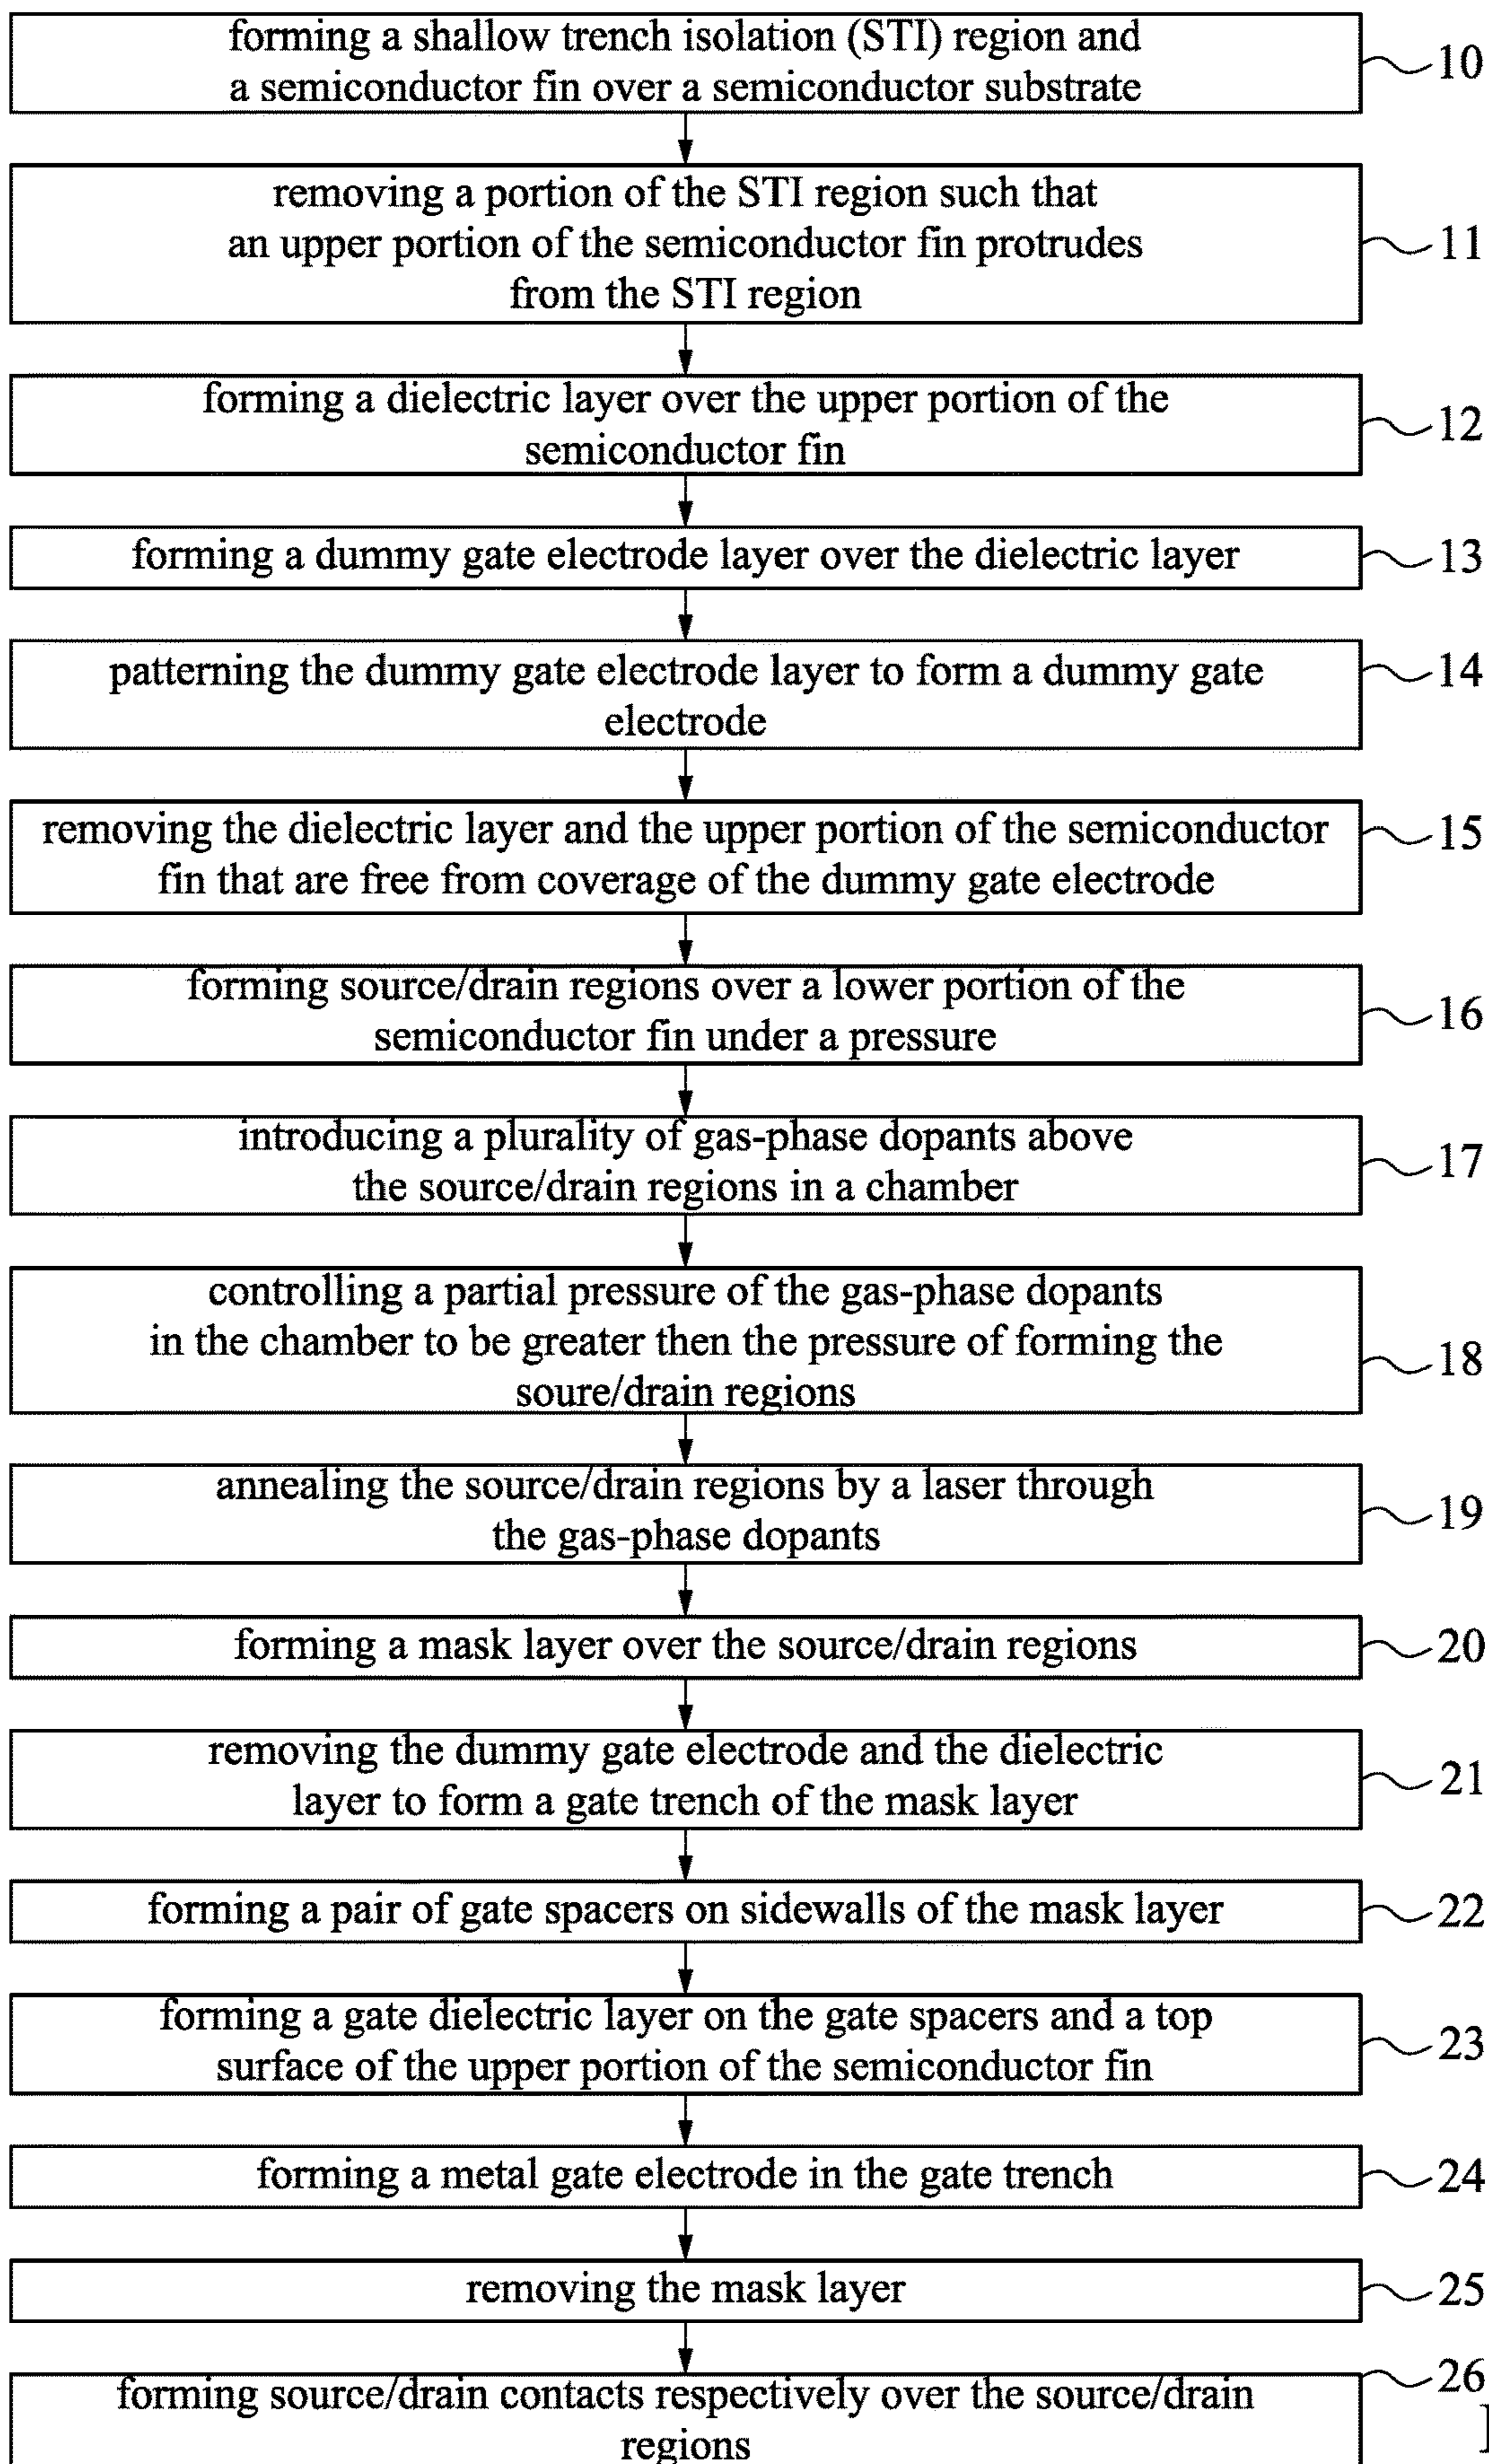 forming a shallow trench isolation (STI) region and
a semiconductor fin over a semiconductor substrate
10
removing a portion of the STI region such that
an upper portion of the semiconductor fin protrudes
from the STI region
11
forming a dielectric layer over the upper portion of the
semiconductor fin
12
forming a dummy gate electrode layer over the dielectric layer
13
patterning the dummy gate electrode layer to form a dummy gate
electrode
14
removing the dielectric layer and the upper portion of the semiconductor
fin that are free from coverage of the dummy gate electrode
15
forming source/drain regions over a lower portion of the
semiconductor fin under a pressure
16
introducing a plurality of gas-phase dopants above
the source/drain regions in a chamber
17
controlling a partial pressure of the gas-phase dopants
in the chamber to be greater then the pressure of forming the
soure/drain regions
18
annealing the source/drain regions by a laser through
the gas-phase dopants
19
forming a mask layer over the source/drain regions
20
removing the dummy gate electrode and the dielectric
layer to form a gate trench of the mask layer
21
forming a pair of gate spacers on sidewalls of the mask layer
22
forming a gate dielectric layer on the gate spacers and a top
surface of the upper portion of the semiconductor fin
23
forming a metal gate electrode in the gate trench
24
removing the mask layer
25
forming source/drain contacts respectively over the source/drain
regions
26